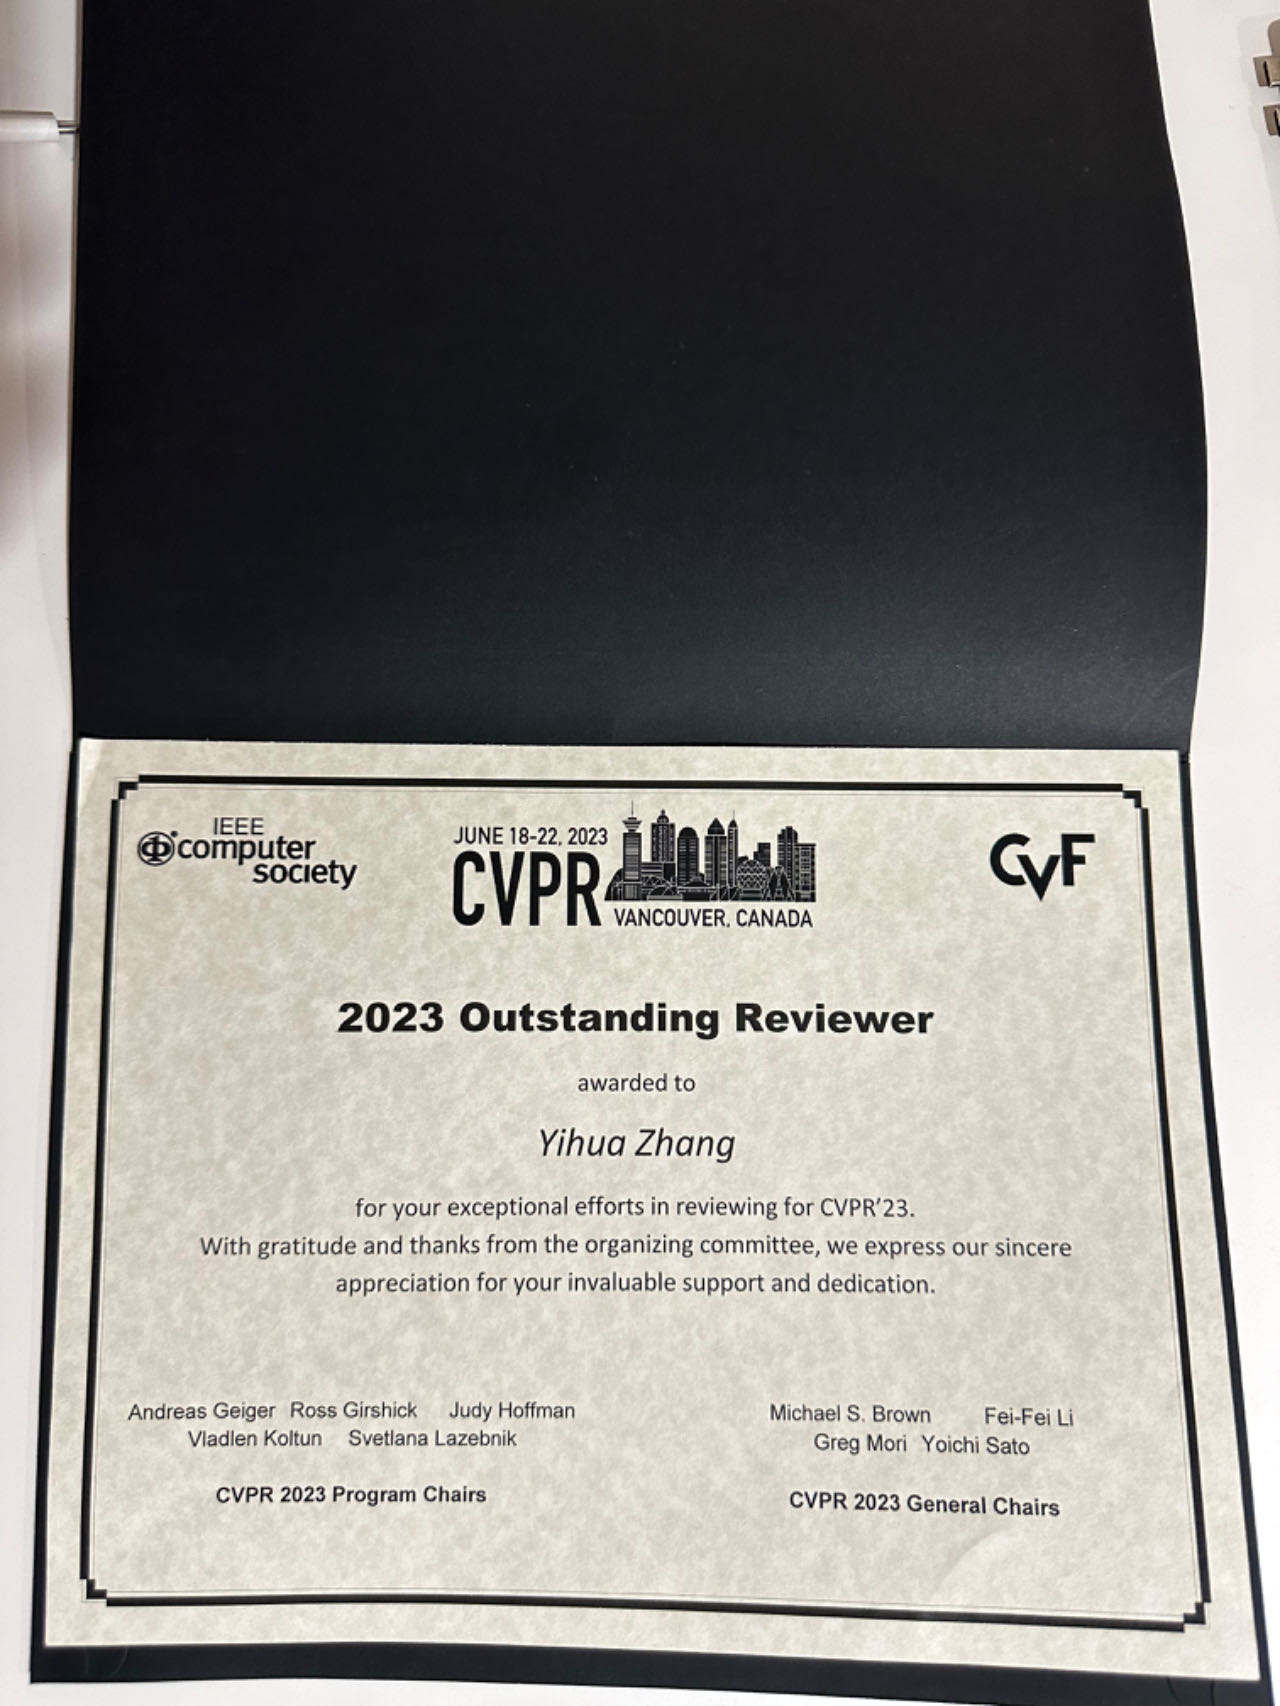 IEEE
computer
society
JUNE 18-22, 2023
CVPR
VANCOUVER, CANADA
CVF
2023 Outstanding Reviewer
awarded to
Yihua Zhang
for your exceptional efforts in reviewing for CVPR'23.
With gratitude and thanks from the organizing committee, we express our sincere
appreciation for your invaluable support and dedication.
Andreas Geiger Ross Girshick Judy Hoffman
Vladlen Koltun Svetlana Lazebnik
CVPR 2023 Program Chairs
Michael S. Brown Fei-Fei Li
Greg Mori Yoichi Sato
CVPR 2023 General Chairs